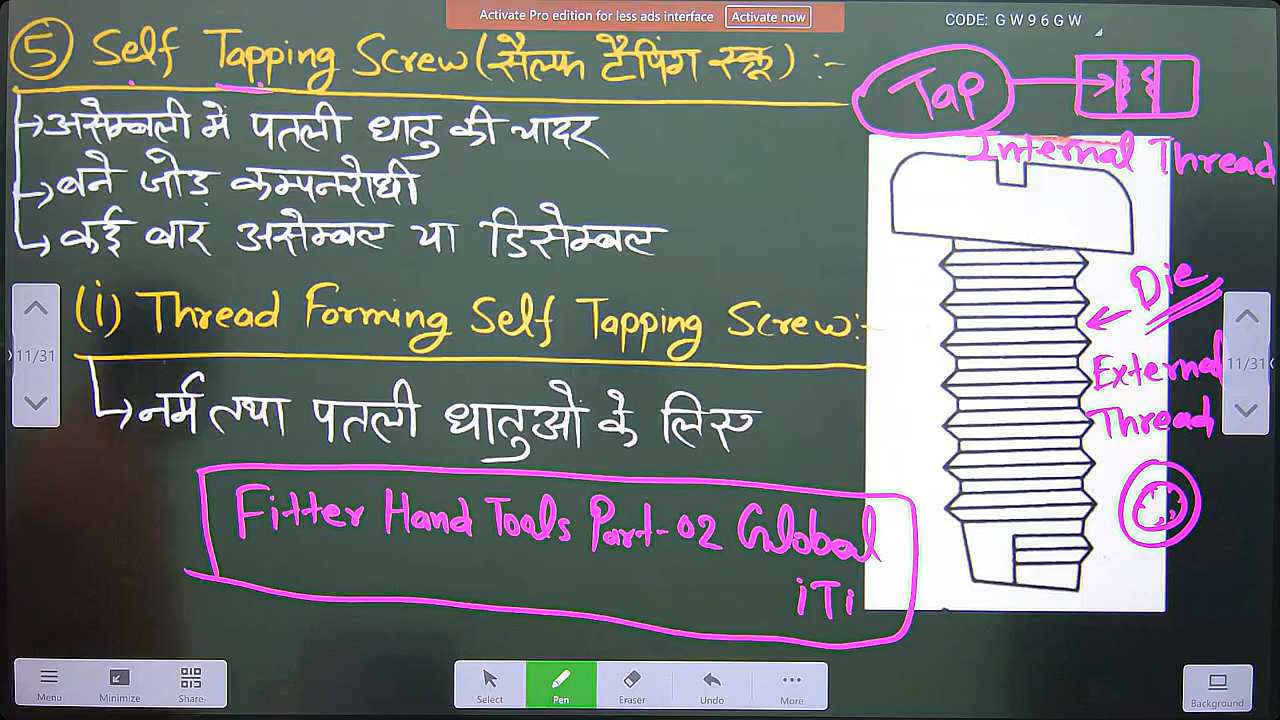 Activate Pro edition for less ads interface Activate now
CODE: G W 9 6 G W
⑤ Self Tapping Screw (सैल्फ टैपिंग स्क्रू) :-
Tap
Internal Thread
→ असेम्बली में पतली धातु की चादर
→ बने जोड़ कम्पनरोधी
→ कई बार असेम्बल या डिसेम्बल
Die
External
Thread
(i) Thread Forming Self Tapping Screw:-
11/31
11/31
→ नर्म तथा पतली धातुओं के लिए
Fitter Hand Tools Part-02 Global
iTi
Menu Minimize Share
Select Pen Eraser Undo More
Background